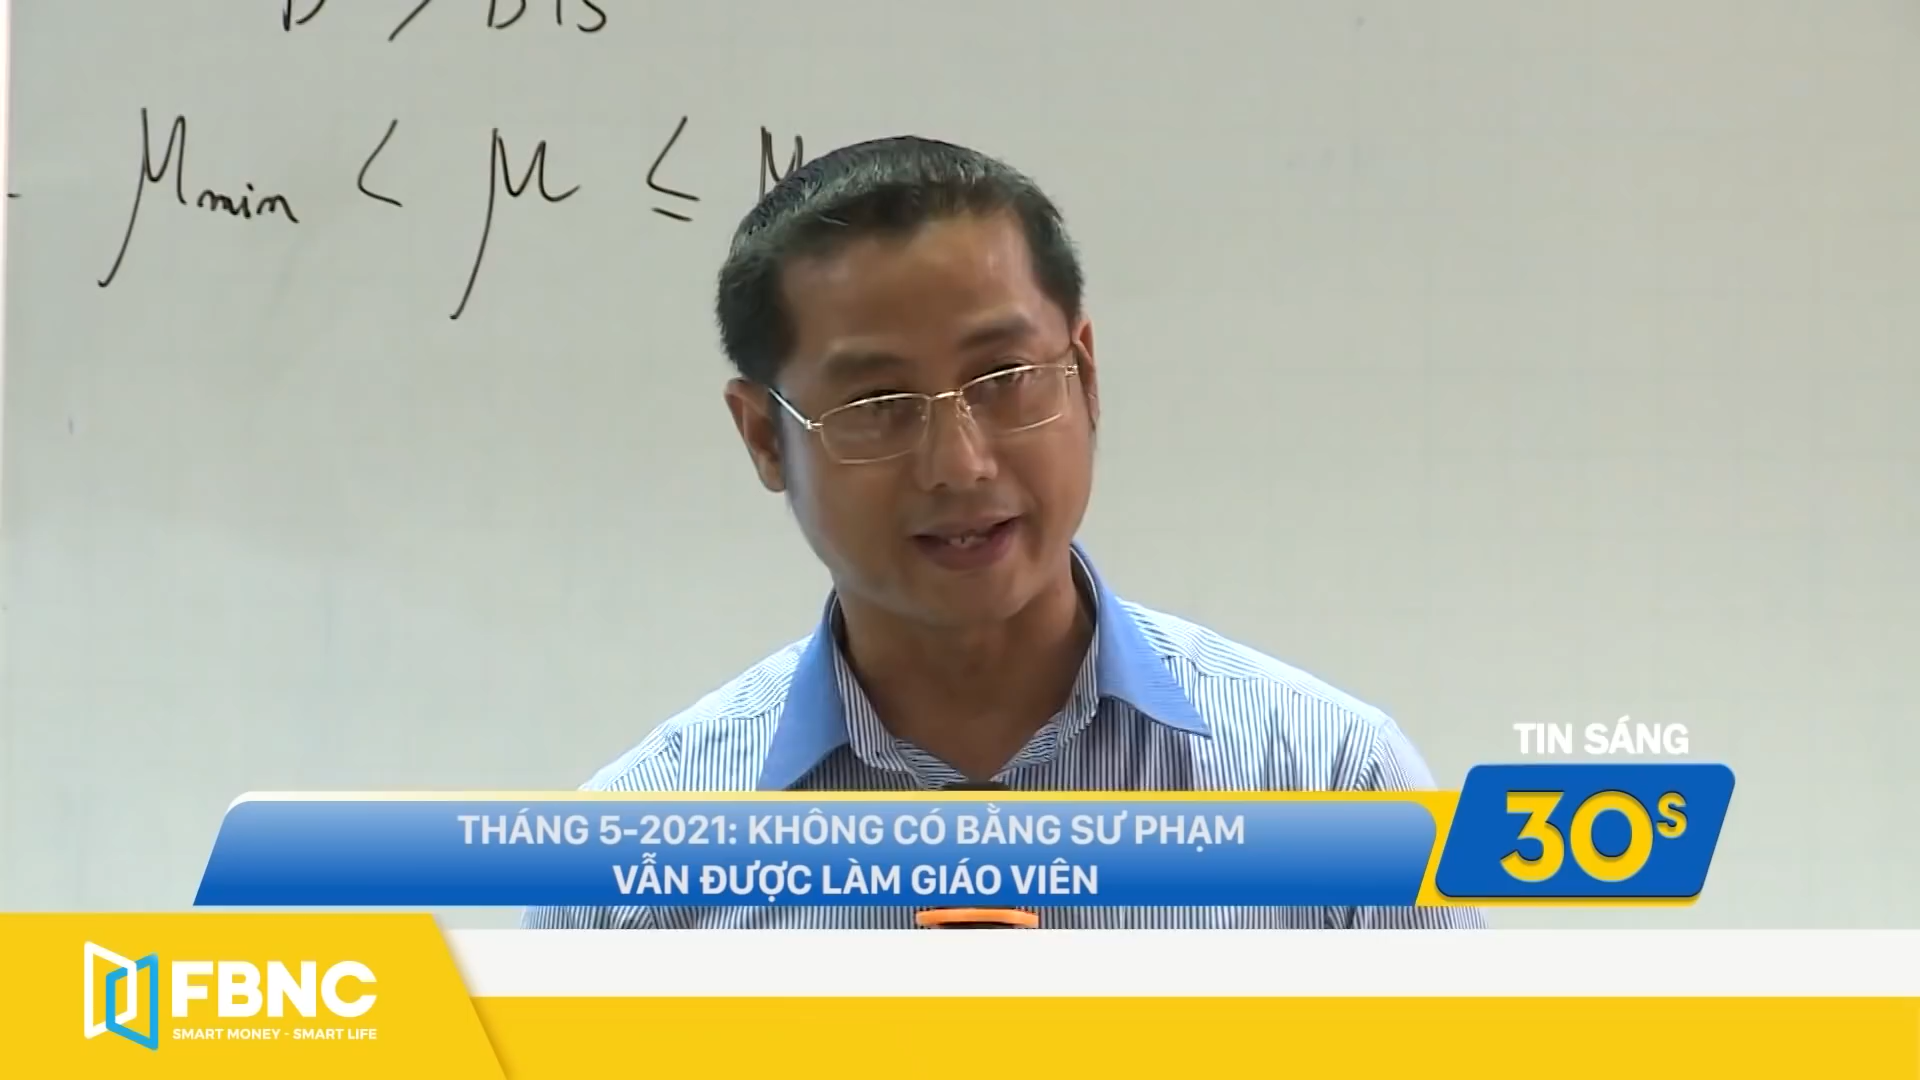 μmin < μ ≤
TIN SÁNG
30s
THÁNG 5-2021: KHÔNG CÓ BẰNG SƯ PHẠM
VẪN ĐƯỢC LÀM GIÁO VIÊN
FBNC
SMART MONEY - SMART LIFE